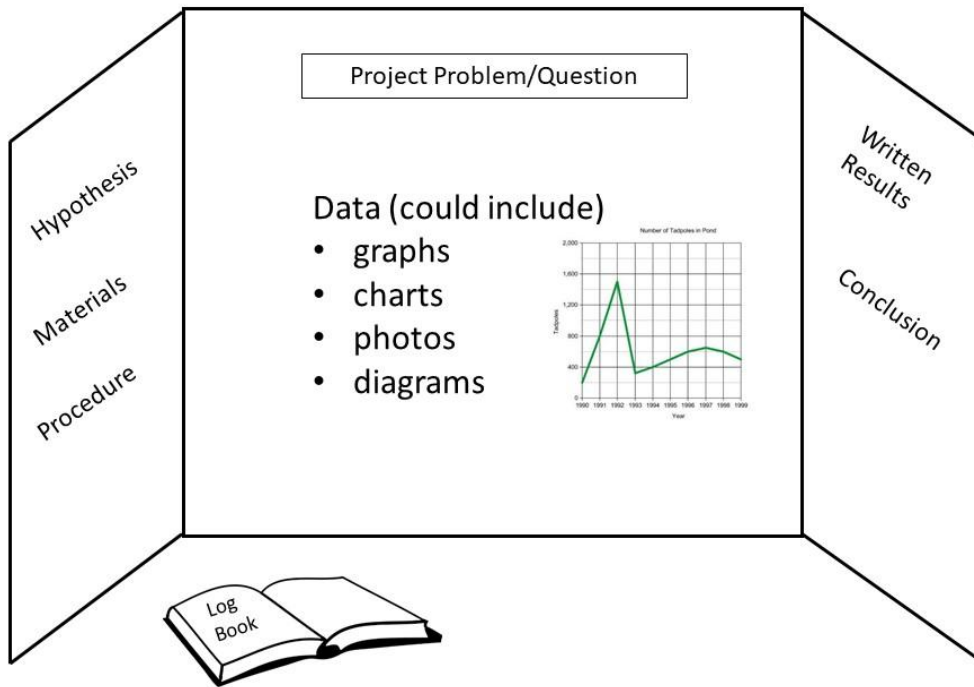 Project Problem/Question
Hypothesis
Materials
Procedure
Data (could include)
• graphs
• charts
• photos
• diagrams
Number of Tadpoles in Pond
2,000
1,600
1,200
800
400
0
Tadpoles
1990 1991 1992 1993 1994 1995 1996 1997 1998 1999
Year
Written
Results
Conclusion
Log
Book